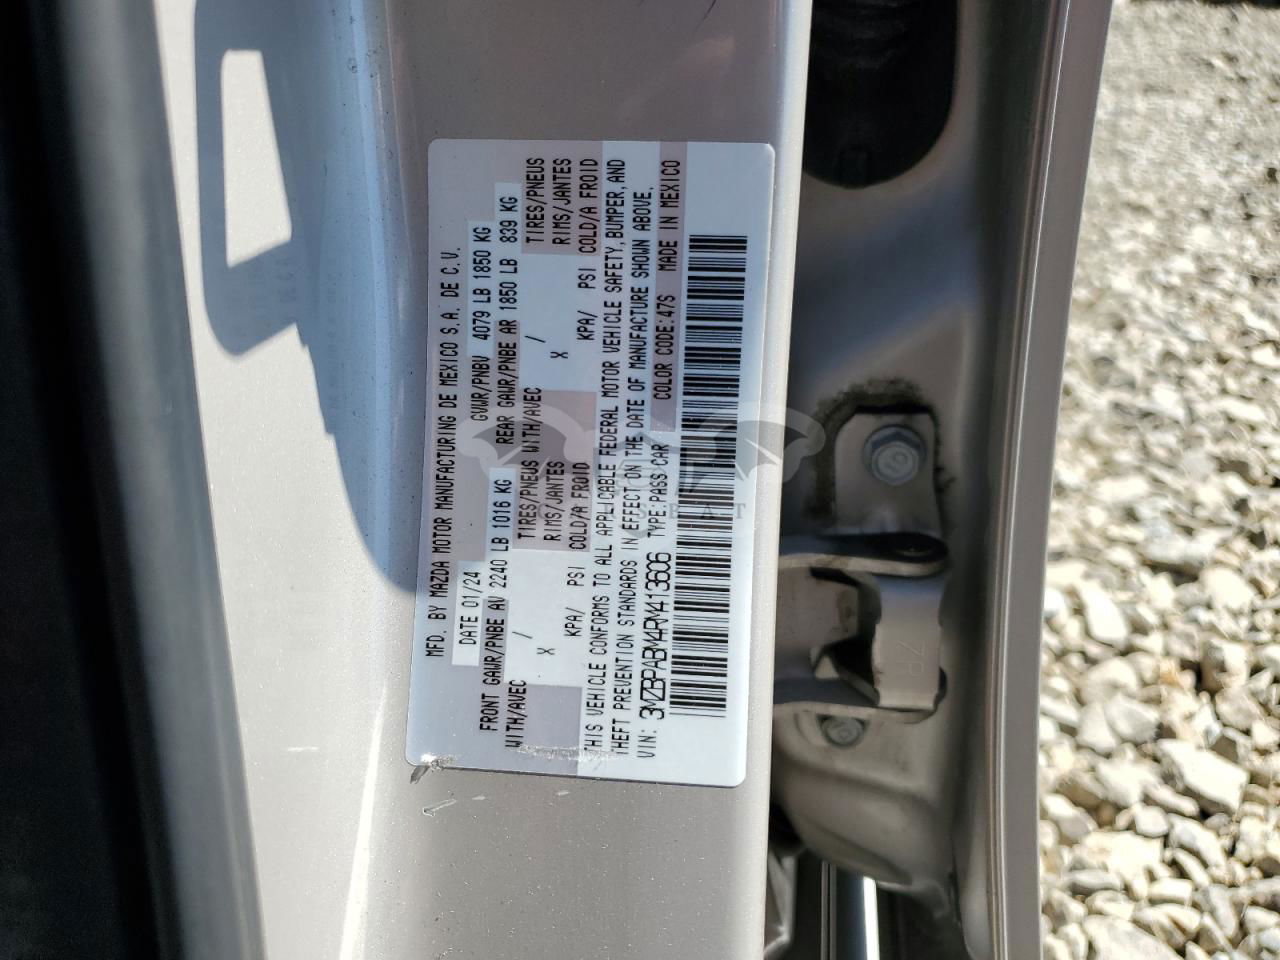 MFD. BY MAZDA MOTOR MANUFACTURING DE MEXICO S.A. DE C.V.
DATE 01/24 GVWR/PNBV 4079 LB 1850 KG
FRONT GAWR/PNBE AV 2240 LB 1016 KG REAR GAWR/PNBE AR 1850 LB 839 KG
WITH/AVEC / TIRES/PNEUS WITH/AVEC / TIRES/PNEUS
X RIMS/JANTES X RIMS/JANTES
KPA/ PSI COLD/A FROID KPA/ PSI COLD/A FROID
THIS VEHICLE CONFORMS TO ALL APPLICABLE FEDERAL MOTOR VEHICLE SAFETY, BUMPER, AND
THEFT PREVENTION STANDARDS IN EFFECT ON THE DATE OF MANUFACTURE SHOWN ABOVE.
VIN: 3MZBPABM4RM413606 TYPE:PASS CAR COLOR CODE:47S MADE IN MEXICO